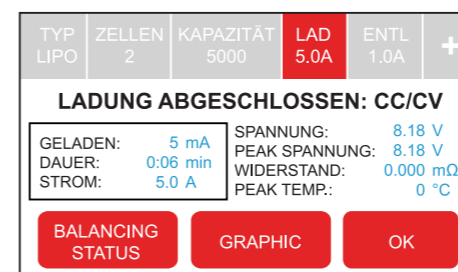 TYP ZELLEN KAPAZITÄT LAD ENTL +
LIPO 2 5000 5.0A 1.0A
LADUNG ABGESCHLOSSEN: CC/CV
GELADEN: 5 mA
DAUER: 0:06 min
STROM: 5.0 A
SPANNUNG: 8.18 V
PEAK SPANNUNG: 8.18 V
WIDERSTAND: 0.000 mΩ
PEAK TEMP.: 0 °C
BALANCING
STATUS
GRAPHIC
OK